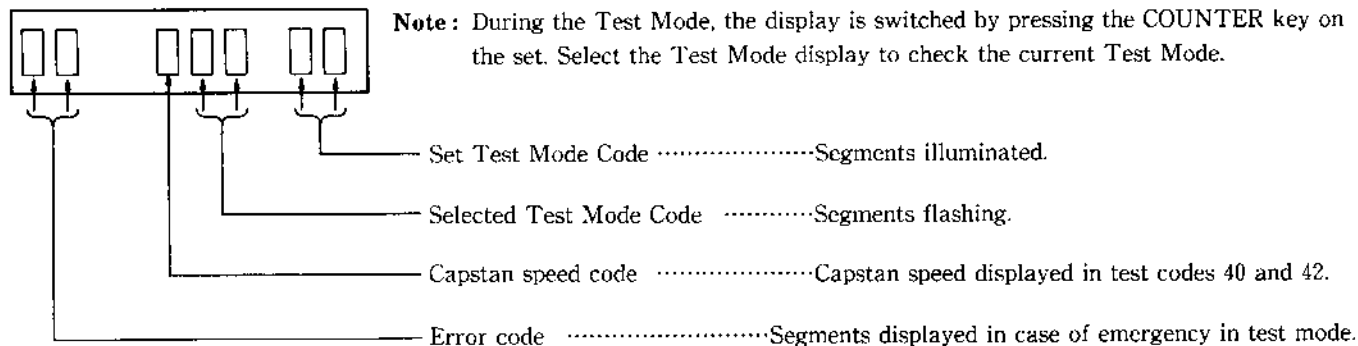 Note : During the Test Mode, the display is switched by pressing the COUNTER key on
the set. Select the Test Mode display to check the current Test Mode.
Set Test Mode Code ····················Segments illuminated.
Selected Test Mode Code ············Segments flashing.
Capstan speed code ····················Capstan speed displayed in test codes 40 and 42.
Error code ·························Segments displayed in case of emergency in test mode.